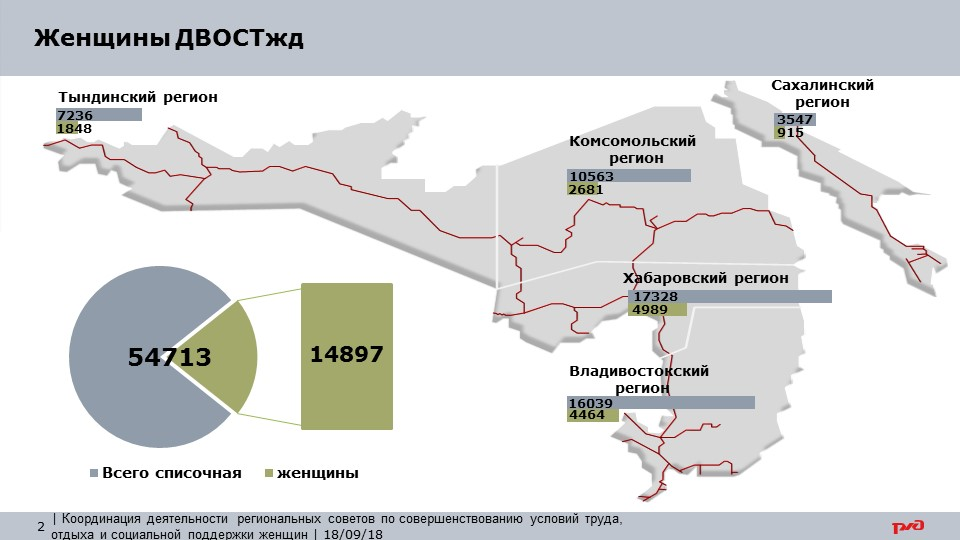 Женщины ДВОСТжд
Тындинский регион
7236
1848
Сахалинский
регион
3547
915
Комсомольский
регион
10563
2681
Хабаровский регион
17328
4989
Владивостокский
регион
16039
4464
54713
14897
Всего списочная
женщины
2
| Координация деятельности региональных советов по совершенствованию условий труда,
отдыха и социальной поддержки женщин | 18/09/18
ржд